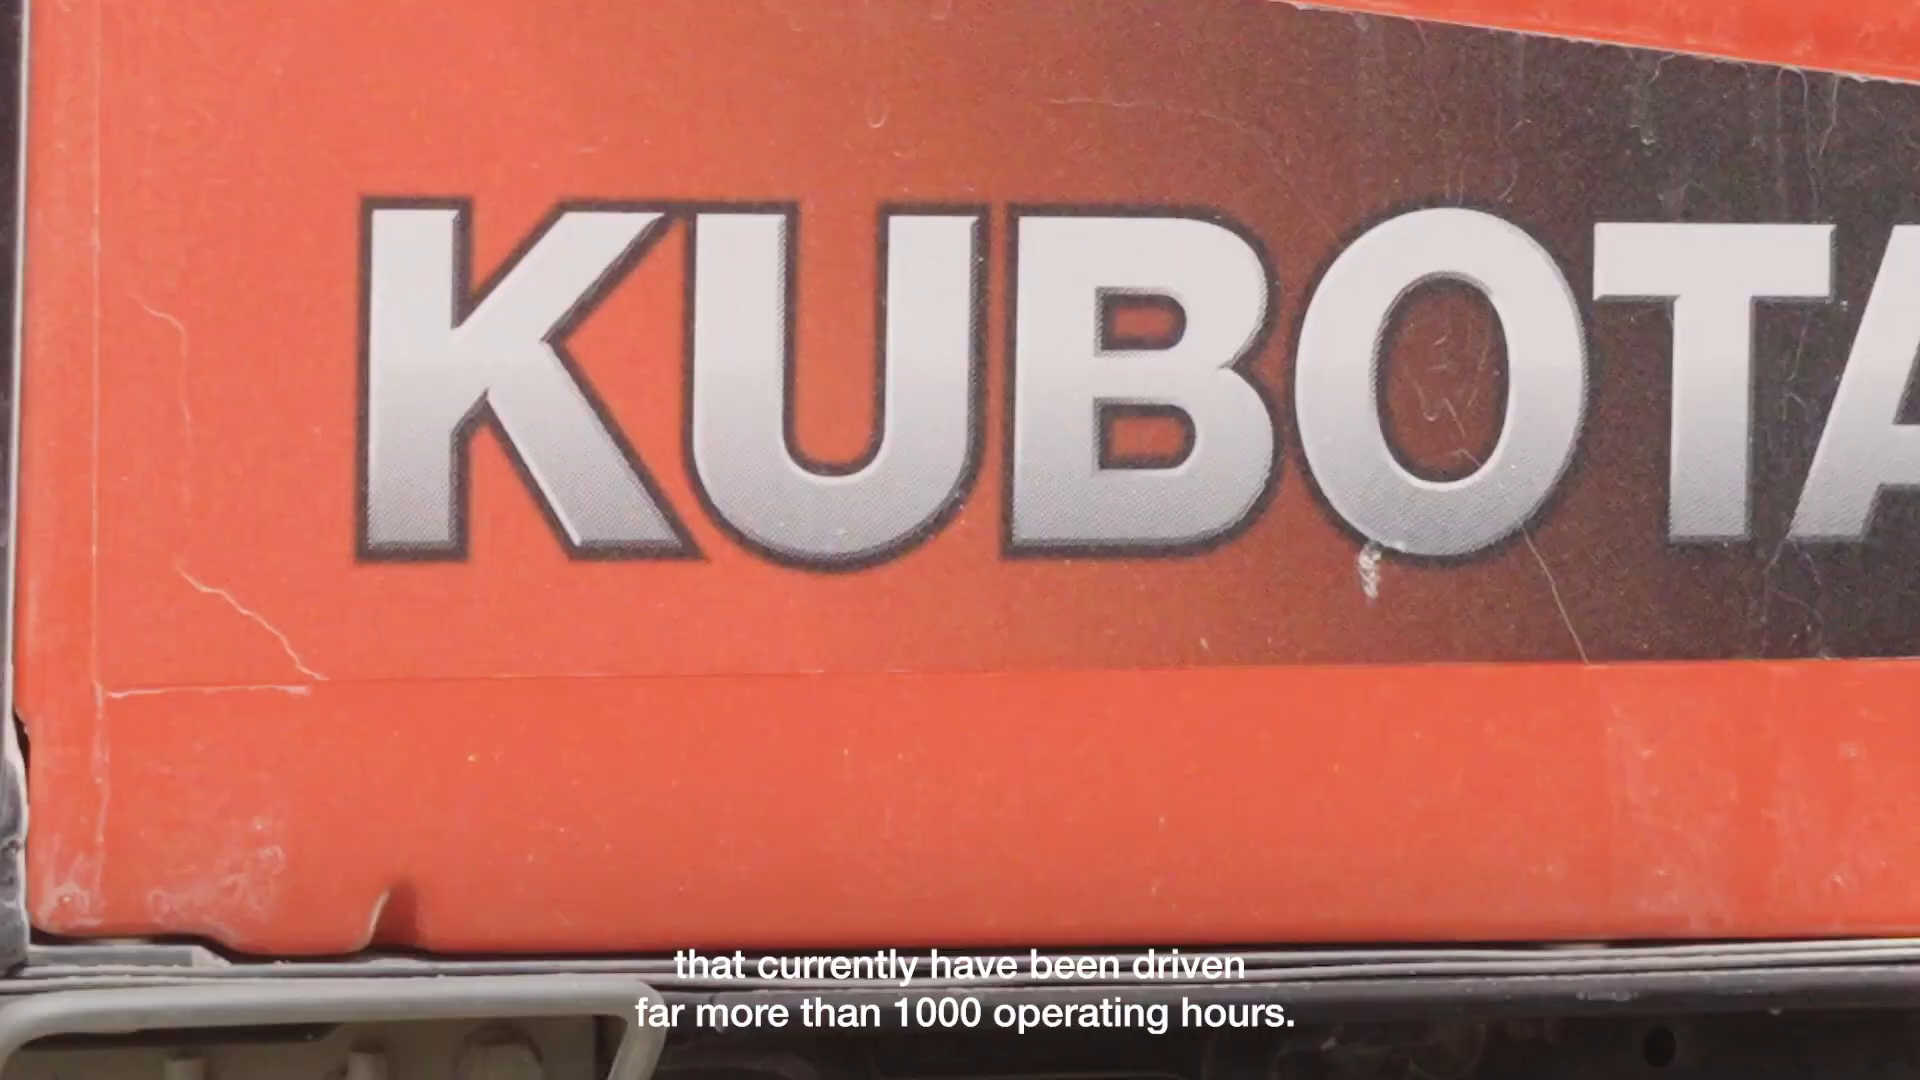 KUBOTA
that currently have been driven
far more than 1000 operating hours.